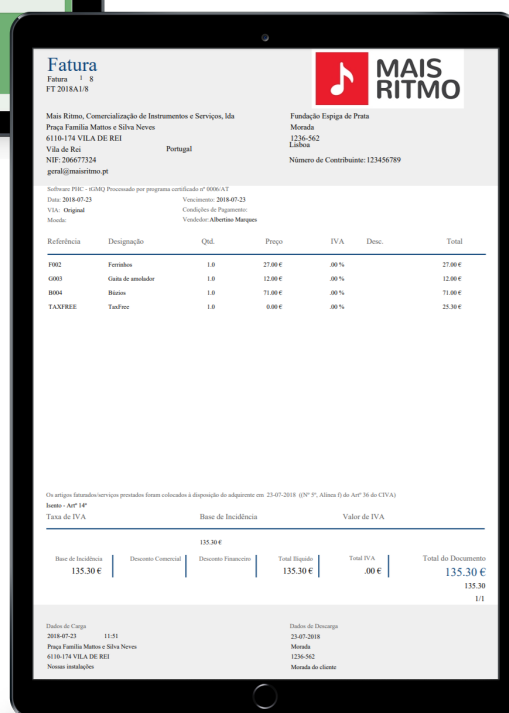 Fatura
Fatura 1 8
FT 2018A1/8
MAIS
RITMO
Mais Ritmo, Comercialização de Instrumentos e Serviços, lda
Praça Família Mattos e Silva Neves
6110-174 VILA DE REI
Vila de Rei Portugal
NIF: 206677324
geral@maisritmo.pt
Fundação Espiga de Prata
Morada
1236-562
Lisboa
Número de Contribuinte: 123456789
Software PHC - tGMQ Processado por programa certificado nº 0006/AT
Data: 2018-07-23 Vencimento: 2018-07-23
VIA: Original Condições de Pagamento:
Moeda: Vendedor: Albertino Marques
Referência Designação Qtd. Preço IVA Desc. Total
F002 Ferrinhos 1.0 27.00 € .00 % 27.00 €
G003 Gaita de amolador 1.0 12.00 € .00 % 12.00 €
B004 Búzios 1.0 71.00 € .00 % 71.00 €
TAXFREE TaxFree 1.0 0.00 € .00 % 25.30 €
Os artigos faturados/serviços prestados foram colocados à disposição do adquirente em 23-07-2018 ((Nº 5º, Alinea f) do Artº 36 do CIVA)
Isento - Artº 14º
Taxa de IVA Base de Incidência Valor de IVA
135.30 €
Base de Incidência Desconto Comercial Desconto Financeiro Total Ilíquido Total IVA Total do Documento
135.30 € 135.30 € .00 € 135.30 €
135.30
1/1
Dados de Carga
2018-07-23 11:51
Praça Família Mattos e Silva Neves
6110-174 VILA DE REI
Nossas instalações
Dados de Descarga
23-07-2018
Morada
1236-562
Morada do cliente